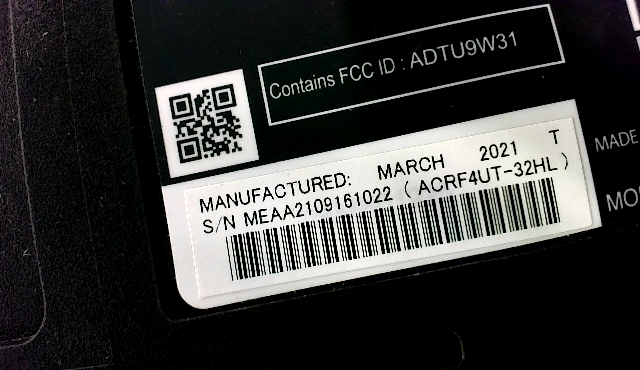 Contains FCC ID : ADTU9W31
MANUFACTURED: MARCH 2021 T
S/N MEAA2109161022 ( ACRF4UT-32HL )
MADE
MO